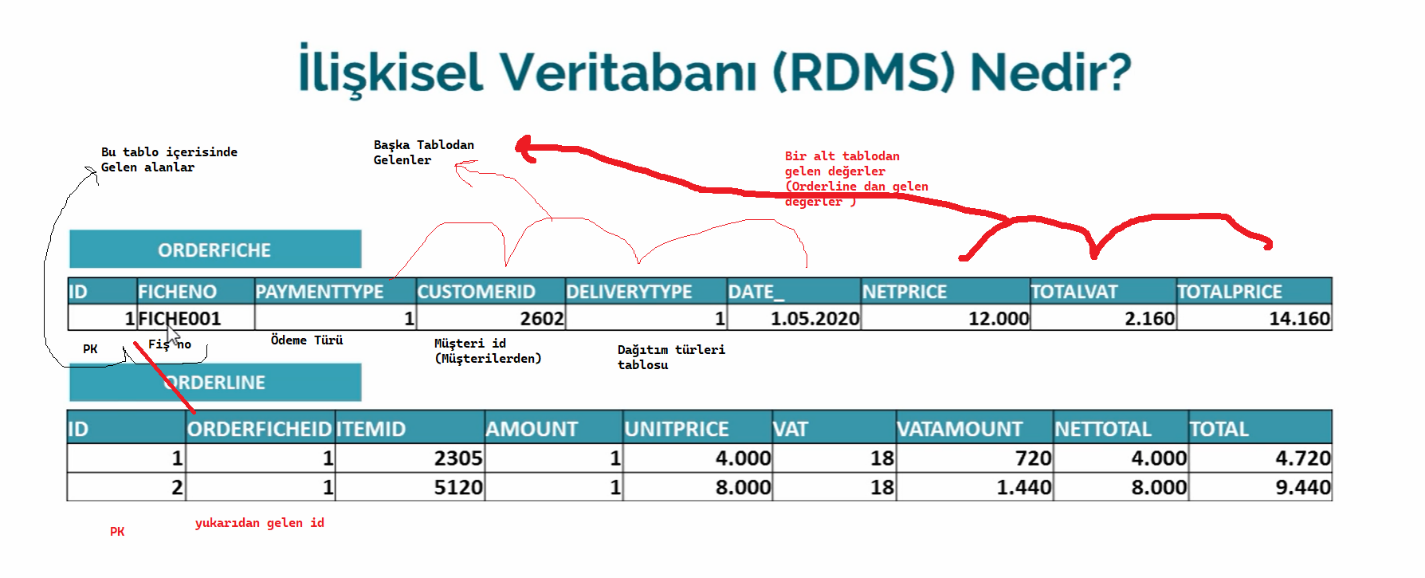 İlişkisel Veritabanı (RDMS) Nedir?
Bu tablo içerisinde
Gelen alanlar
Başka Tablodan
Gelenler
Bir alt tablodan
gelen değerler
(Orderline dan gelen
değerler )
ORDERFICHE
ID FICHENO PAYMENTTYPE CUSTOMERID DELIVERYTYPE DATE_ NETPRICE TOTALVAT TOTALPRICE
1 FICHE001 1 2602 1 1.05.2020 12.000 2.160 14.160
PK
Fiş no
Ödeme Türü
Müşteri id
(Müşterilerden)
Dağıtım türleri
tablosu
ORDERLINE
ID ORDERFICHEID ITEMID AMOUNT UNITPRICE VAT VATAMOUNT NETTOTAL TOTAL
1 1 2305 1 4.000 18 720 4.000 4.720
2 1 5120 1 8.000 18 1.440 8.000 9.440
PK
yukarıdan gelen id